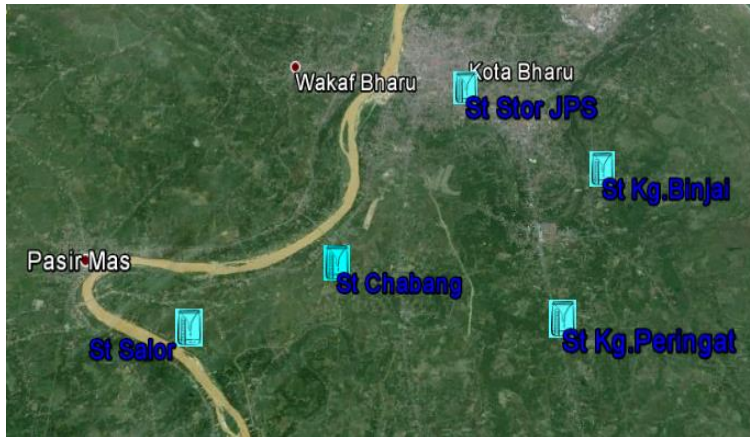 Wakaf Bharu
Kota Bharu
St Stor JPS
St Kg.Binjai
Pasir Mas
St Chabang
St Salor
St Kg.Peringat